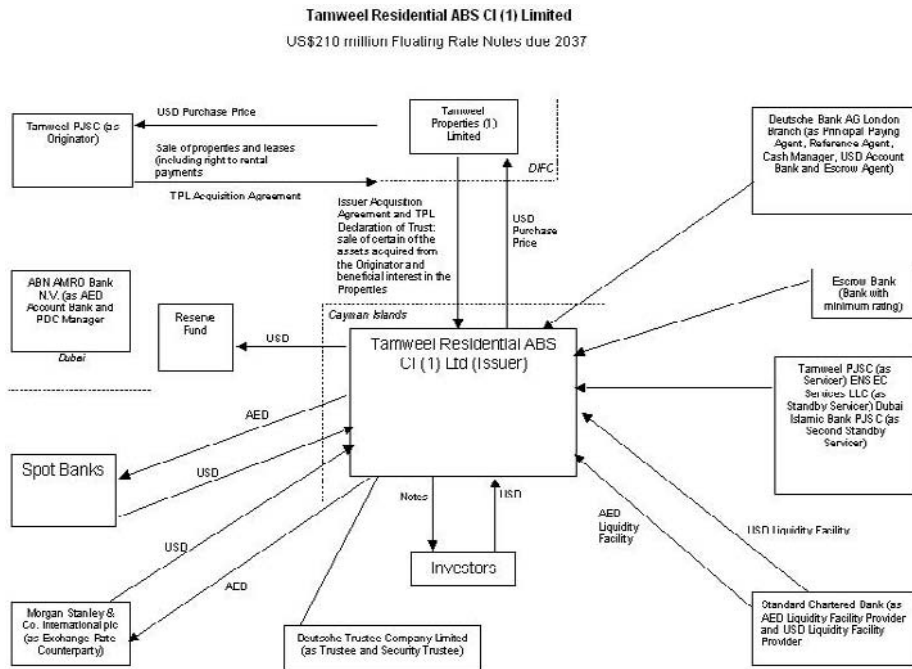 Tamweel Residential ABS CI (1) Limited
US$210 million Floating Rate Notes due 2037
Tamweel PJSC (as
Originator)
USD Purchase Price
Sale of properties and leases
(including right to rental
payments
TPL Acquisition Agreement
Tamweel
Properties (1)
Limited
DIFC
Deutsche Bank AG London
Branch (as Principal Paying
Agent, Reference Agent,
Cash Manager, USD Account
Bank and Escrow Agent)
Issuer Acquisition
Agreement and TPL
Declaration of Trust:
sale of certain of the
assets acquired from
the Originator and
beneficial interest in the
Properties
USD
Purchase
Price
ABN AMRO Bank
N.V. (as AED
Account Bank and
PDC Manager
Dubai
Reserve
Fund
USD
Cayman Islands
Escrow Bank
(Bank with
minimum rating)
Tamweel Residential ABS
CI (1) Ltd (Issuer)
Tamweel PJSC (as
Servicer) ENSEC
Services LLC (as
Standby Servicer) Dubai
Islamic Bank PJSC (as
Second Standby
Servicer)
AED
USD
Spot Banks
Notes
USD
AED
Liquidity
Facility
USD Liquidity Facility
USD
AED
Investors
Morgan Stanley &
Co. International plc
(as Exchange Rate
Counterparty)
Deutsche Trustee Company Limited
(as Trustee and Security Trustee)
Standard Chartered Bank (as
AED Liquidity Facility Provider
and USD Liquidity Facility
Provider